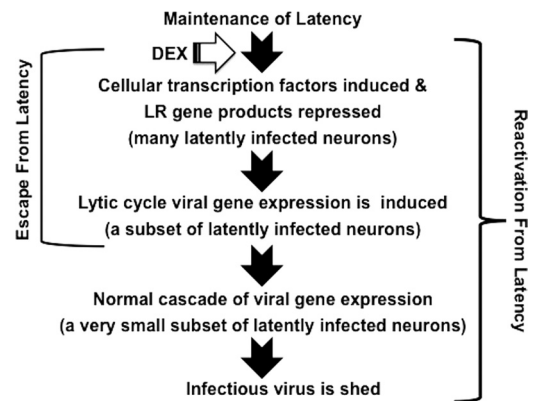 Maintenance of Latency
DEX
Cellular transcription factors induced &
LR gene products repressed
(many latently infected neurons)
Lytic cycle viral gene expression is induced
(a subset of latently infected neurons)
Normal cascade of viral gene expression
(a very small subset of latently infected neurons)
Infectious virus is shed
Escape From Latency
Reactivation From Latency